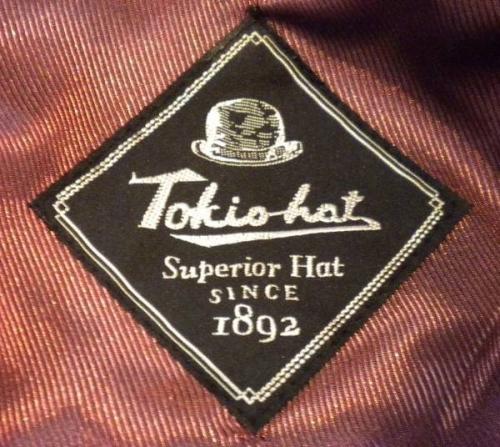 Tokio hat
Superior Hat
SINCE
1892